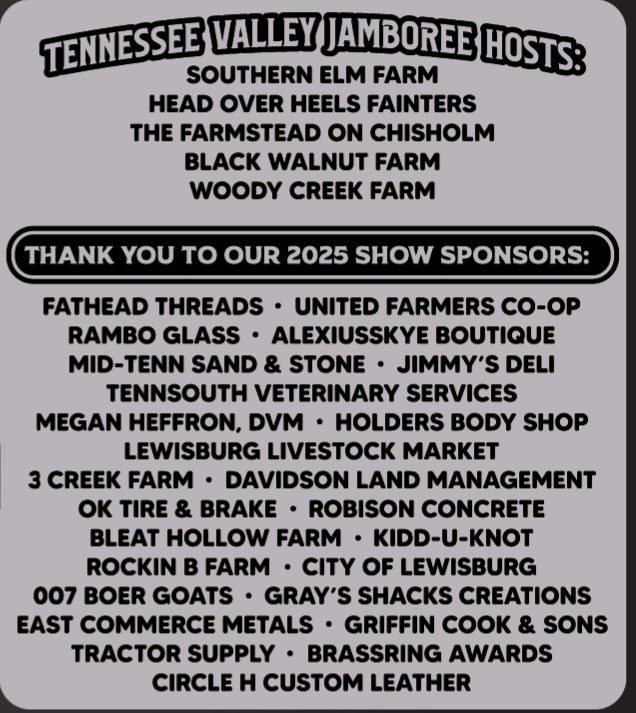 TENNESSEE VALLEY JAMBOREE HOSTS:
SOUTHERN ELM FARM
HEAD OVER HEELS FAINTERS
THE FARMSTEAD ON CHISHOLM
BLACK WALNUT FARM
WOODY CREEK FARM
THANK YOU TO OUR 2025 SHOW SPONSORS:
FATHEAD THREADS • UNITED FARMERS CO-OP
RAMBO GLASS • ALEXIUSSKYE BOUTIQUE
MID-TENN SAND & STONE • JIMMY'S DELI
TENNSOUTH VETERINARY SERVICES
MEGAN HEFFRON, DVM • HOLDERS BODY SHOP
LEWISBURG LIVESTOCK MARKET
3 CREEK FARM • DAVIDSON LAND MANAGEMENT
OK TIRE & BRAKE • ROBISON CONCRETE
BLEAT HOLLOW FARM • KIDD-U-KNOT
ROCKIN B FARM • CITY OF LEWISBURG
007 BOER GOATS • GRAY'S SHACKS CREATIONS
EAST COMMERCE METALS • GRIFFIN COOK & SONS
TRACTOR SUPPLY • BRASSRING AWARDS
CIRCLE H CUSTOM LEATHER